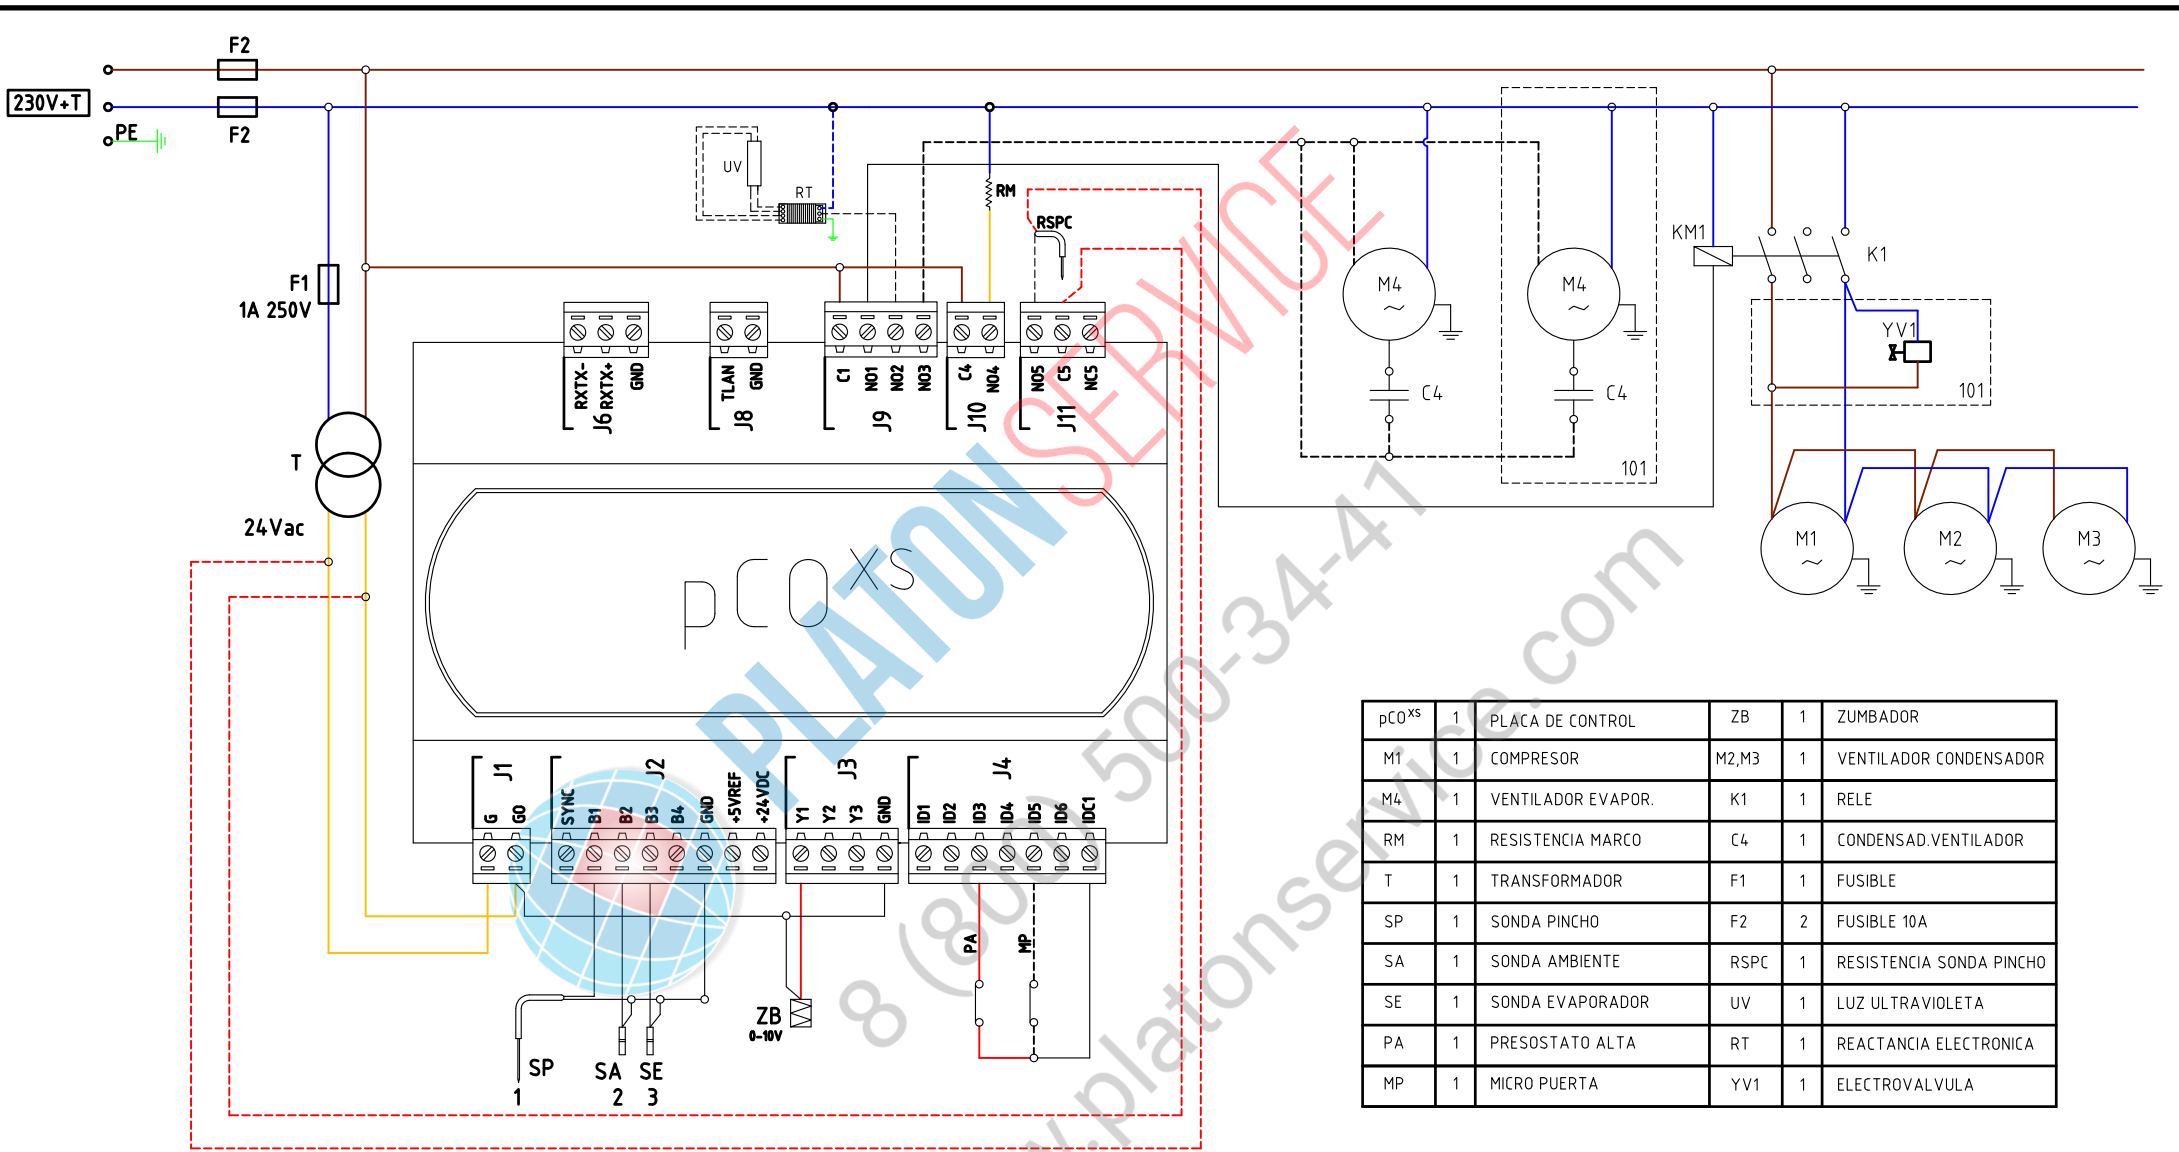 F2
230V+T
PE
F2
UV
RT
RM
RSPC
F1
1A 250V
M4
~
M4
~
KM1
K1
YV1
101
C4
C4
101
C1
NO1
NO2
NO3
C4
NO4
NO5
C5
NC5
RXTX-
RXTX+
GND
TLAN
GND
J6
J8
J9
J10
J11
T
24Vac
M1
~
M2
~
M3
~
pCO XS
PLATONSERVICE
8 (800) 500-34-41
.platonservice.com
J1
J2
J3
J4
G
G0
SYNC
B1
B2
B3
B4
GND
+5VREF
+24VDC
Y1
Y2
Y3
GND
ID1
ID2
ID3
ID4
ID5
ID6
IDC1
PA
MP
ZB
0-10V
SP
1
SA
2
SE
3
pCO XS 1 PLACA DE CONTROL ZB 1 ZUMBADOR
M1 1 COMPRESOR M2,M3 1 VENTILADOR CONDENSADOR
M4 1 VENTILADOR EVAPOR. K1 1 RELE
RM 1 RESISTENCIA MARCO C4 1 CONDENSAD.VENTILADOR
T 1 TRANSFORMADOR F1 1 FUSIBLE
SP 1 SONDA PINCHO F2 2 FUSIBLE 10A
SA 1 SONDA AMBIENTE RSPC 1 RESISTENCIA SONDA PINCHO
SE 1 SONDA EVAPORADOR UV 1 LUZ ULTRAVIOLETA
PA 1 PRESOSTATO ALTA RT 1 REACTANCIA ELECTRONICA
MP 1 MICRO PUERTA YV1 1 ELECTROVALVULA